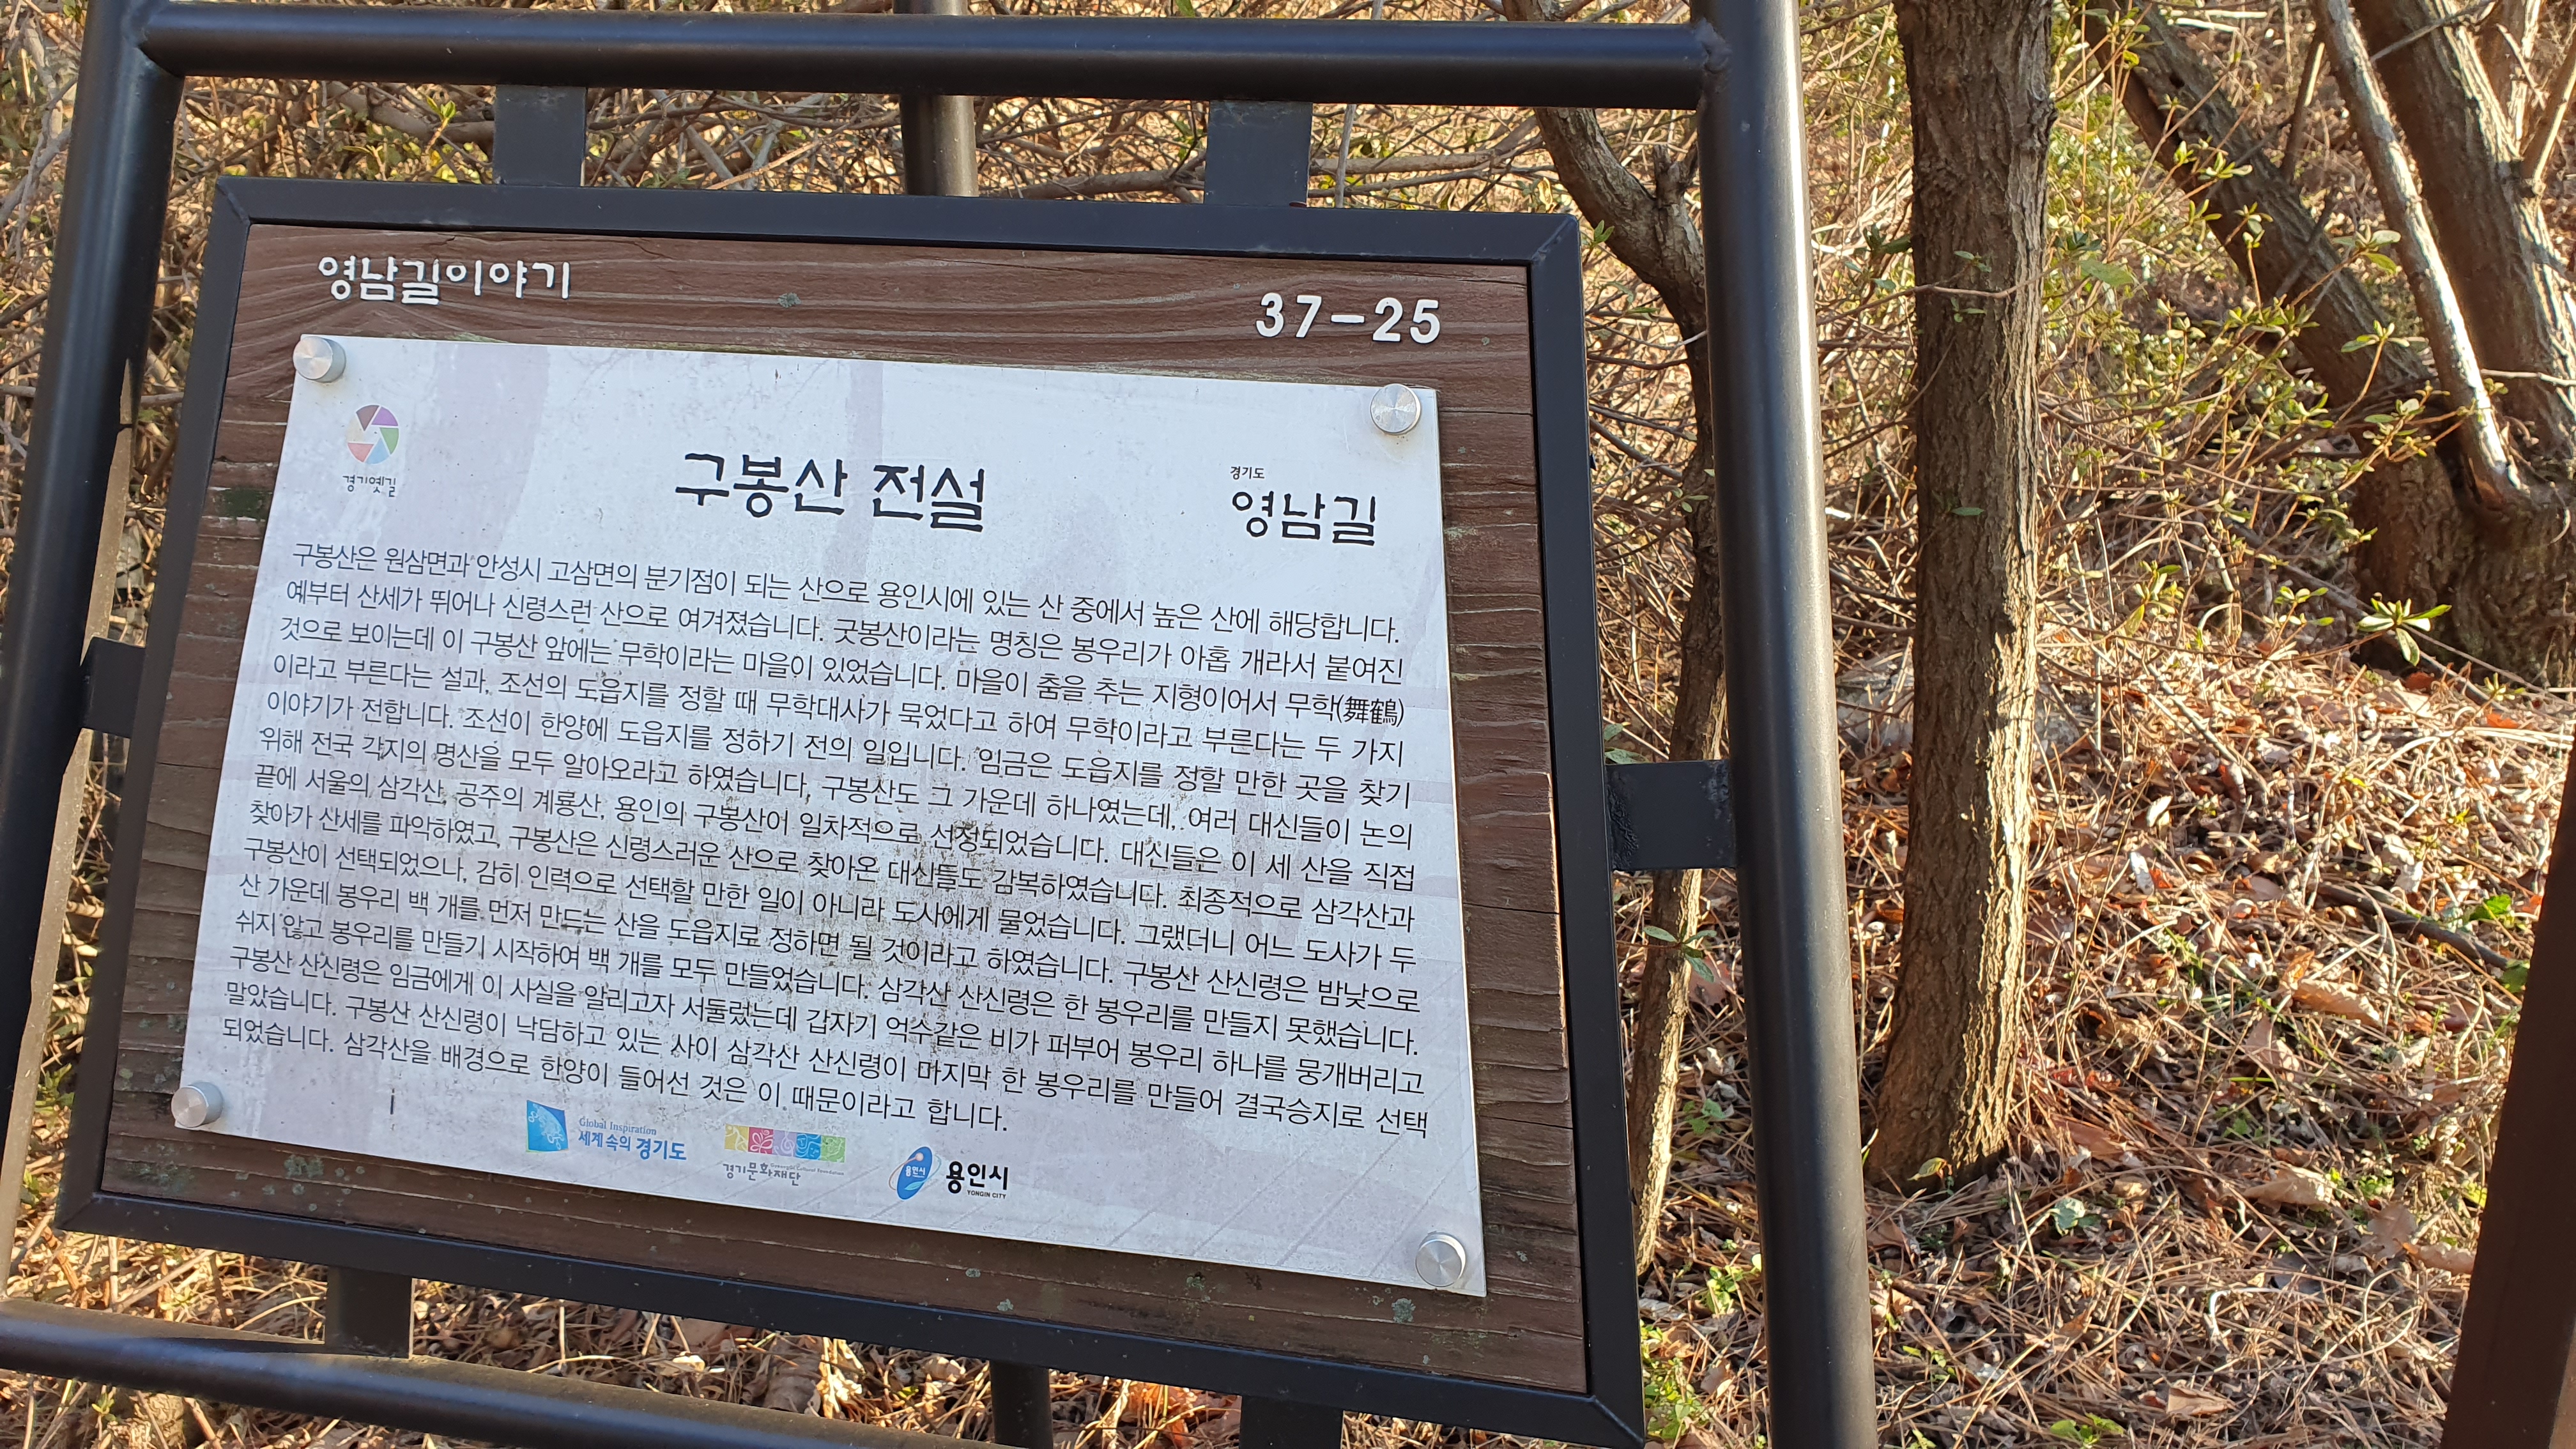 영남길이야기
37-25
경기옛길
구봉산 전설
경기도
영남길
구봉산은 원삼면과 안성시 고삼면의 분기점이 되는 산으로 용인시에 있는 산 중에서 높은 산에 해당합니다.
예부터 산세가 뛰어나 신령스런 산으로 여겨졌습니다. 굿봉산이라는 명칭은 봉우리가 아홉 개라서 붙여진
것으로 보이는데 이 구봉산 앞에는 무학이라는 마을이 있었습니다. 마을이 춤을 추는 지형이어서 무학(舞鶴)
이라고 부른다는 설과, 조선의 도읍지를 정할 때 무학대사가 묵었다고 하여 무학이라고 부른다는 두 가지
이야기가 전합니다. 조선이 한양에 도읍지를 정하기 전의 일입니다. 임금은 도읍지를 정할 만한 곳을 찾기
위해 전국 각지의 명산을 모두 알아오라고 하였습니다, 구봉산도 그 가운데 하나였는데, 여러 대신들이 논의
끝에 서울의 삼각산, 공주의 계룡산, 용인의 구봉산이 일차적으로 선정되었습니다. 대신들은 이 세 산을 직접
찾아가 산세를 파악하였고, 구봉산은 신령스러운 산으로 찾아온 대신들도 감복하였습니다. 최종적으로 삼각산과
구봉산이 선택되었으나, 감히 인력으로 선택할 만한 일이 아니라 도사에게 물었습니다. 그랬더니 어느 도사가 두
산 가운데 봉우리 백 개를 먼저 만드는 산을 도읍지로 정하면 될 것이라고 하였습니다. 구봉산 산신령은 밤낮으로
쉬지 않고 봉우리를 만들기 시작하여 백 개를 모두 만들었습니다. 삼각산 산신령은 한 봉우리를 만들지 못했습니다.
구봉산 산신령은 임금에게 이 사실을 알리고자 서둘렀는데 갑자기 억수같은 비가 퍼부어 봉우리 하나를 뭉개버리고
말았습니다. 구봉산 산신령이 낙담하고 있는 사이 삼각산 산신령이 마지막 한 봉우리를 만들어 결국승지로 선택
되었습니다. 삼각산을 배경으로 한양이 들어선 것은 이 때문이라고 합니다.
Global Inspiration
세계 속의 경기도
경기문화재단
Gyeonggi Cultural Foundation
용인시
용인시
YONGIN CITY